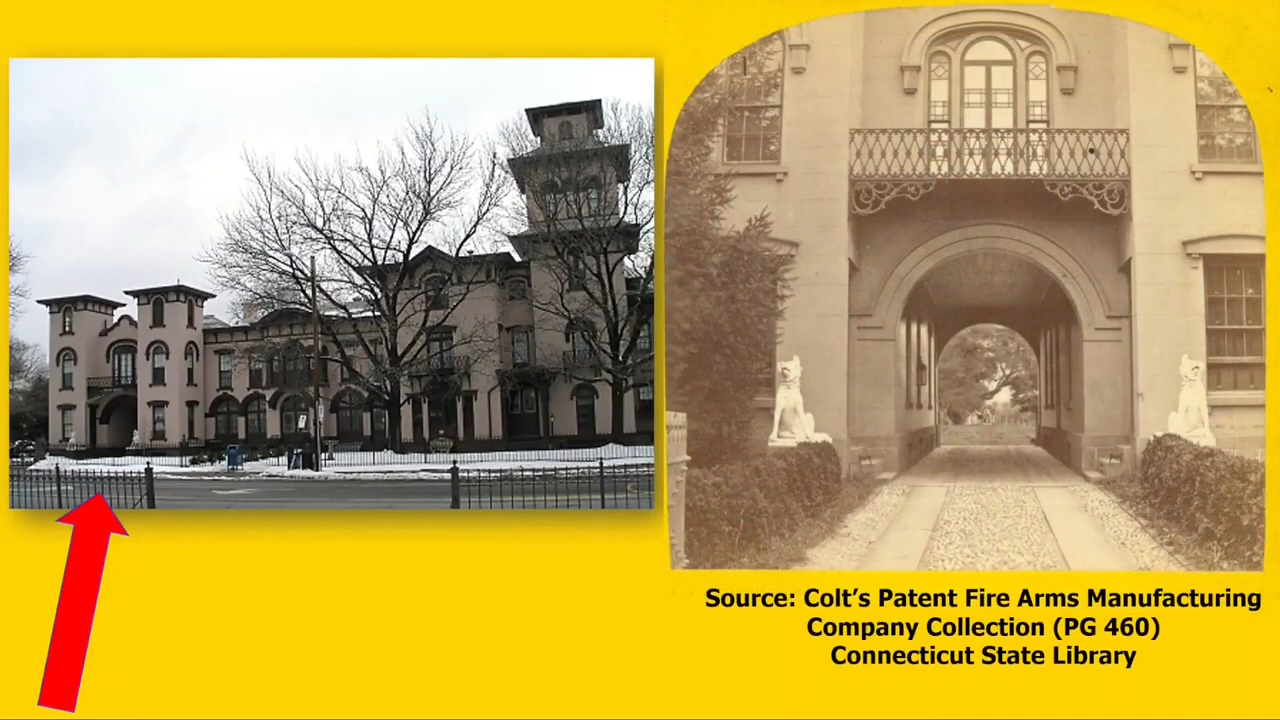 Source: Colt’s Patent Fire Arms Manufacturing
Company Collection (PG 460)
Connecticut State Library